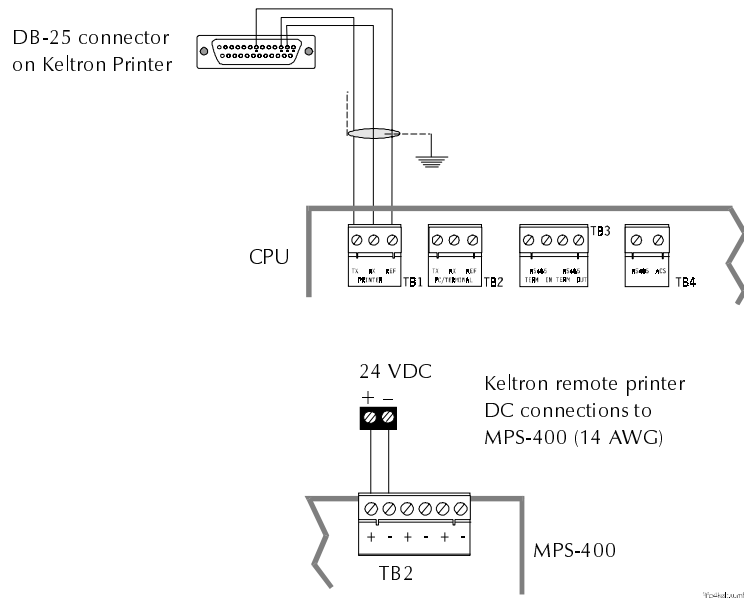 DB-25 connector
on Keltron Printer
CPU
TX RX REF
PRINTER
TB1
TX RX REF
PC/TERMINAL
TB2
RS485 RS485
TERM IN TERM OUT
TB3
RS485 ACS
TB4
24 VDC
+ –
Keltron remote printer
DC connections to
MPS-400 (14 AWG)
+ - + - + -
TB2
MPS-400